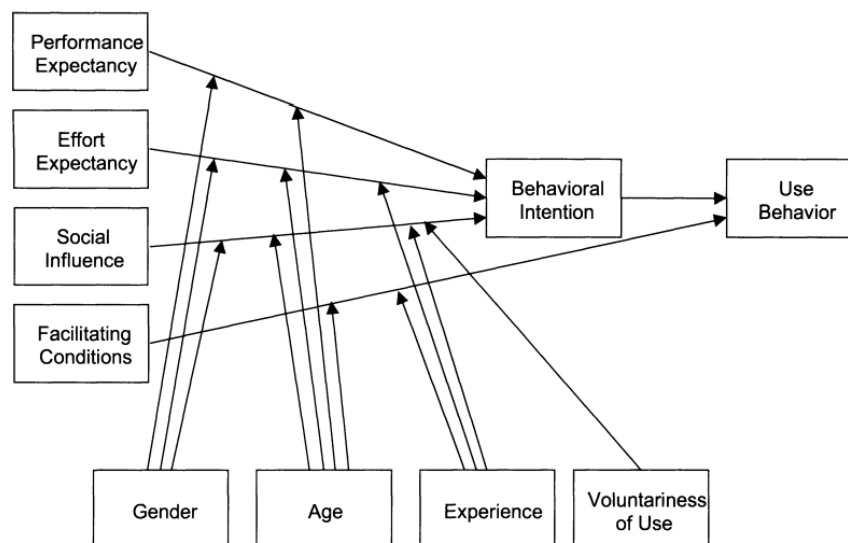 Performance
Expectancy
Effort
Expectancy
Social
Influence
Facilitating
Conditions
Behavioral
Intention
Use
Behavior
Gender
Age
Experience
Voluntariness
of Use